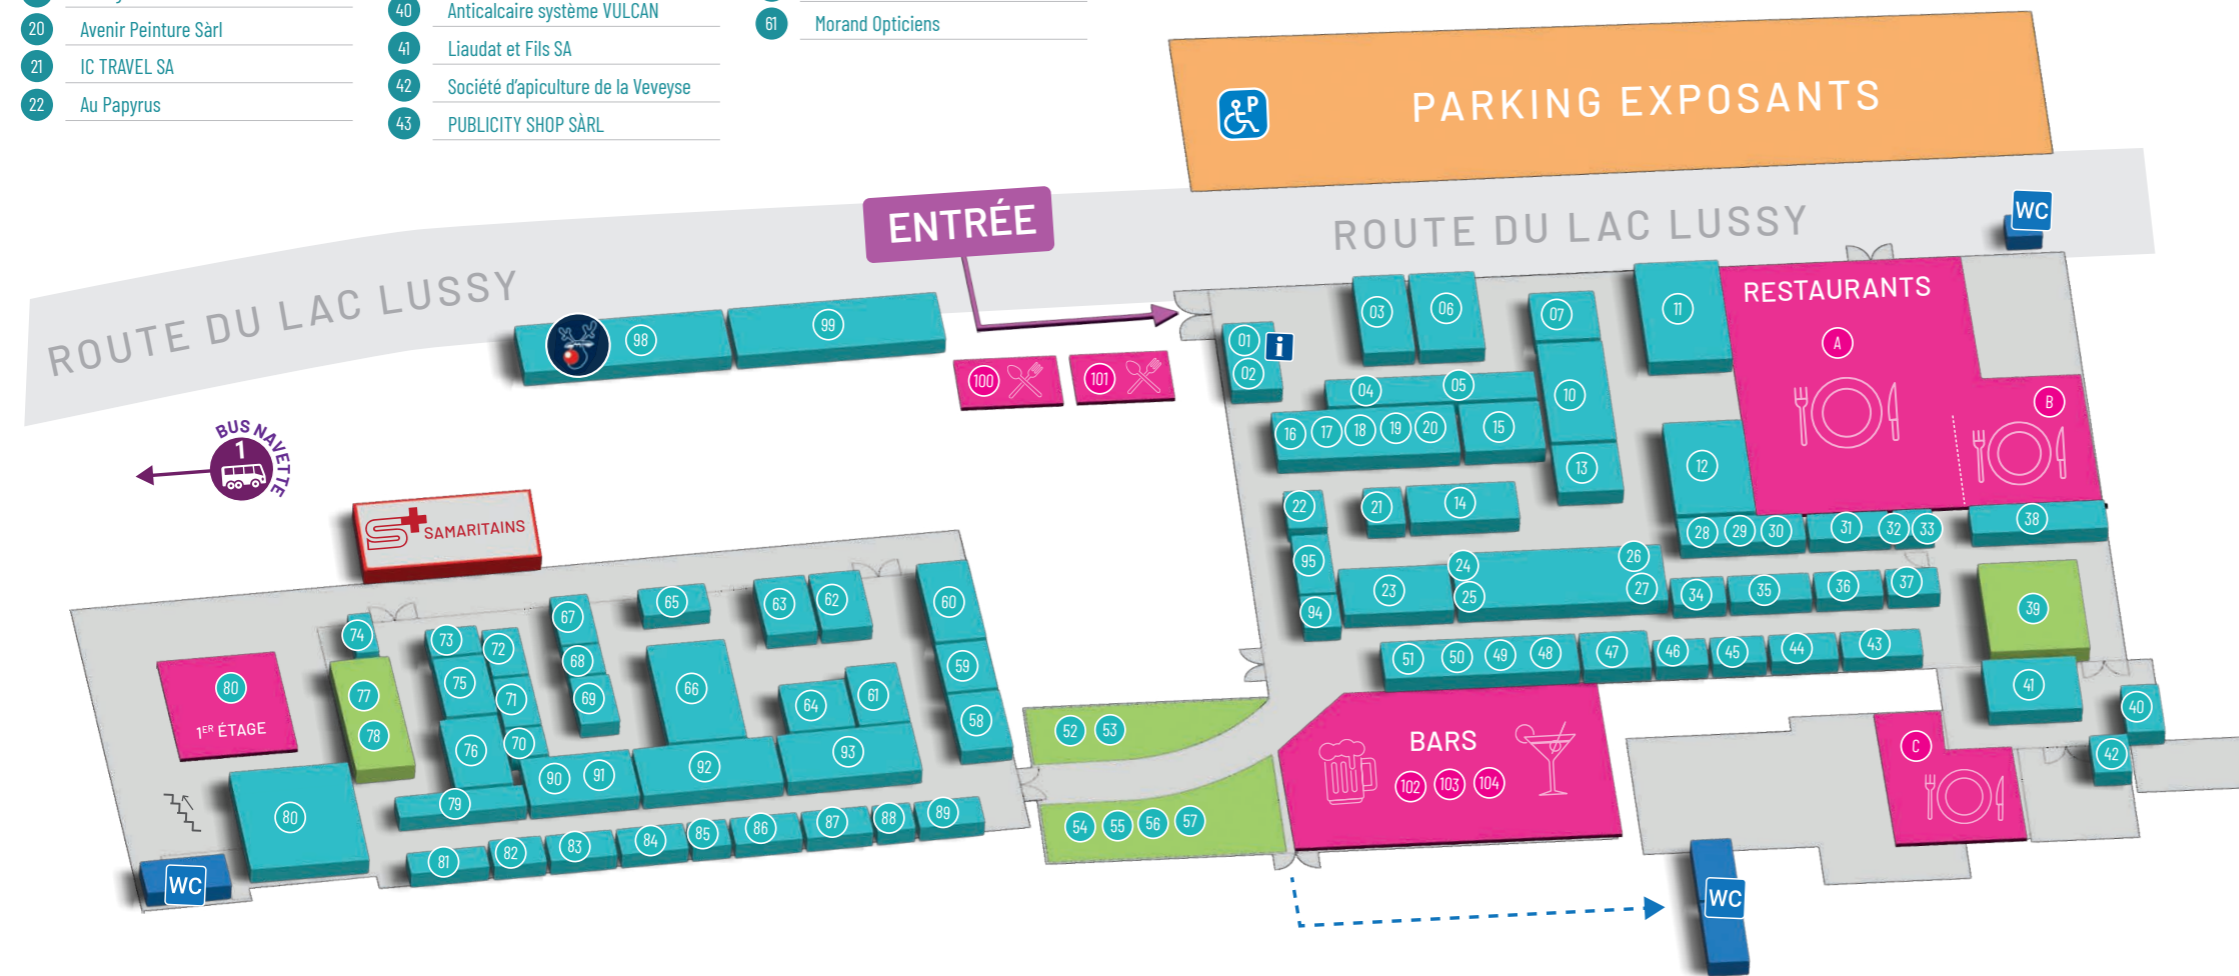 20 Avenir Peinture Sàrl
21 IC TRAVEL SA
22 Au Papyrus
40 Anticalcaire système VULCAN
41 Liaudat et Fils SA
42 Société d'apiculture de la Veveyse
43 PUBLICITY SHOP SÀRL
61 Morand Opticiens
P
PARKING EXPOSANTS
ENTRÉE
ROUTE DU LAC LUSSY
WC
ROUTE DU LAC LUSSY
98 99
100 101
BUS NAVETTE
1
S+ SAMARITAINS
01 i
02
03 06 07 11
RESTAURANTS
A
B
04 05 10
16 17 18 19 20 15
13 12
22 21 14
28 29 30 31 32 33 38
95 24 26
23 25 27
94 34 35 36 37 39
51 50 49 48 47 46 45 44 43
41 40
42
C
52 53
54 55 56 57
BARS
102 103 104
WC
74 73 72 67 65 63 62 60
80
1ER ÉTAGE
77 75 68 66 59
78 71 69 64 61 58
76 70
90 91 92 93
80 79
81 82 83 84 85 86 87 88 89
WC